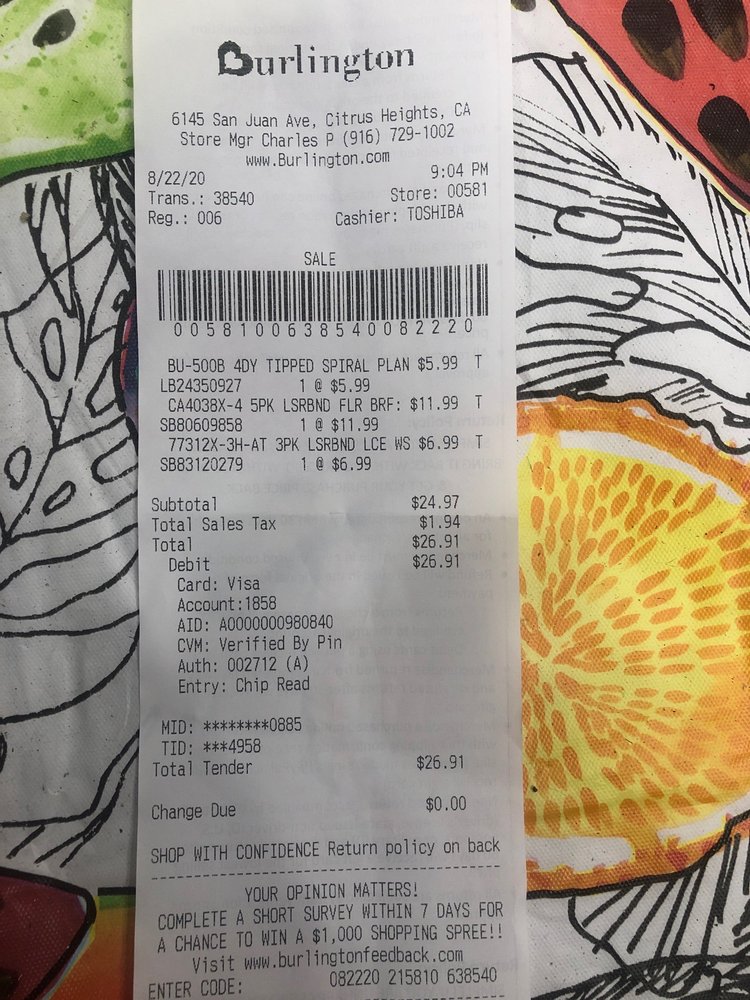 Burlington
6145 San Juan Ave, Citrus Heights, CA
Store Mgr Charles P (916) 729-1002
www.Burlington.com
8/22/20 9:04 PM
Trans.: 38540 Store: 00581
Reg.: 006 Cashier: TOSHIBA
SALE
0058100638540082220
BU-500B 4DY TIPPED SPIRAL PLAN $5.99 T
LB24350927 1 @ $5.99
CA4038X-4 5PK LSRBND FLR BRF: $11.99 T
SB80609858 1 @ $11.99
77312X-3H-AT 3PK LSRBND LCE WS $6.99 T
SB83120279 1 @ $6.99
Subtotal $24.97
Total Sales Tax $1.94
Total $26.91
Debit $26.91
Card: Visa
Account:1858
AID: A0000000980840
CVM: Verified By Pin
Auth: 002712 (A)
Entry: Chip Read
MID: ********0885
TID: ***4958
Total Tender $26.91
Change Due $0.00
SHOP WITH CONFIDENCE Return policy on back
YOUR OPINION MATTERS!
COMPLETE A SHORT SURVEY WITHIN 7 DAYS FOR
A CHANCE TO WIN A $1,000 SHOPPING SPREE!!
Visit www.burlingtonfeedback.com
ENTER CODE: 082220 215810 638540